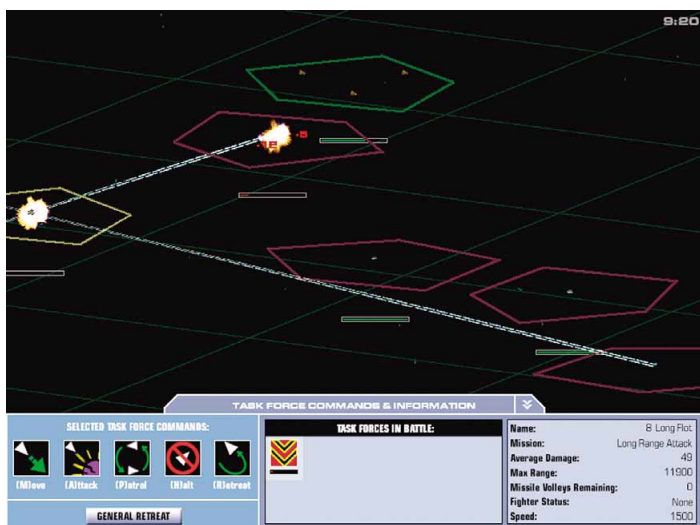 9:20
-12 -5
TASK FORCE COMMANDS & INFORMATION
SELECTED TASK FORCE COMMANDS:
(M)ove (A)ttack (P)atrol (H)alt (R)etreat
GENERAL RETREAT
TASK FORCES IN BATTLE:
Name: 8 Long Flot
Mission: Long Range Attack
Average Damage: 49
Max Range: 11900
Missile Volleys Remaining: 0
Fighter Status: None
Speed: 1500